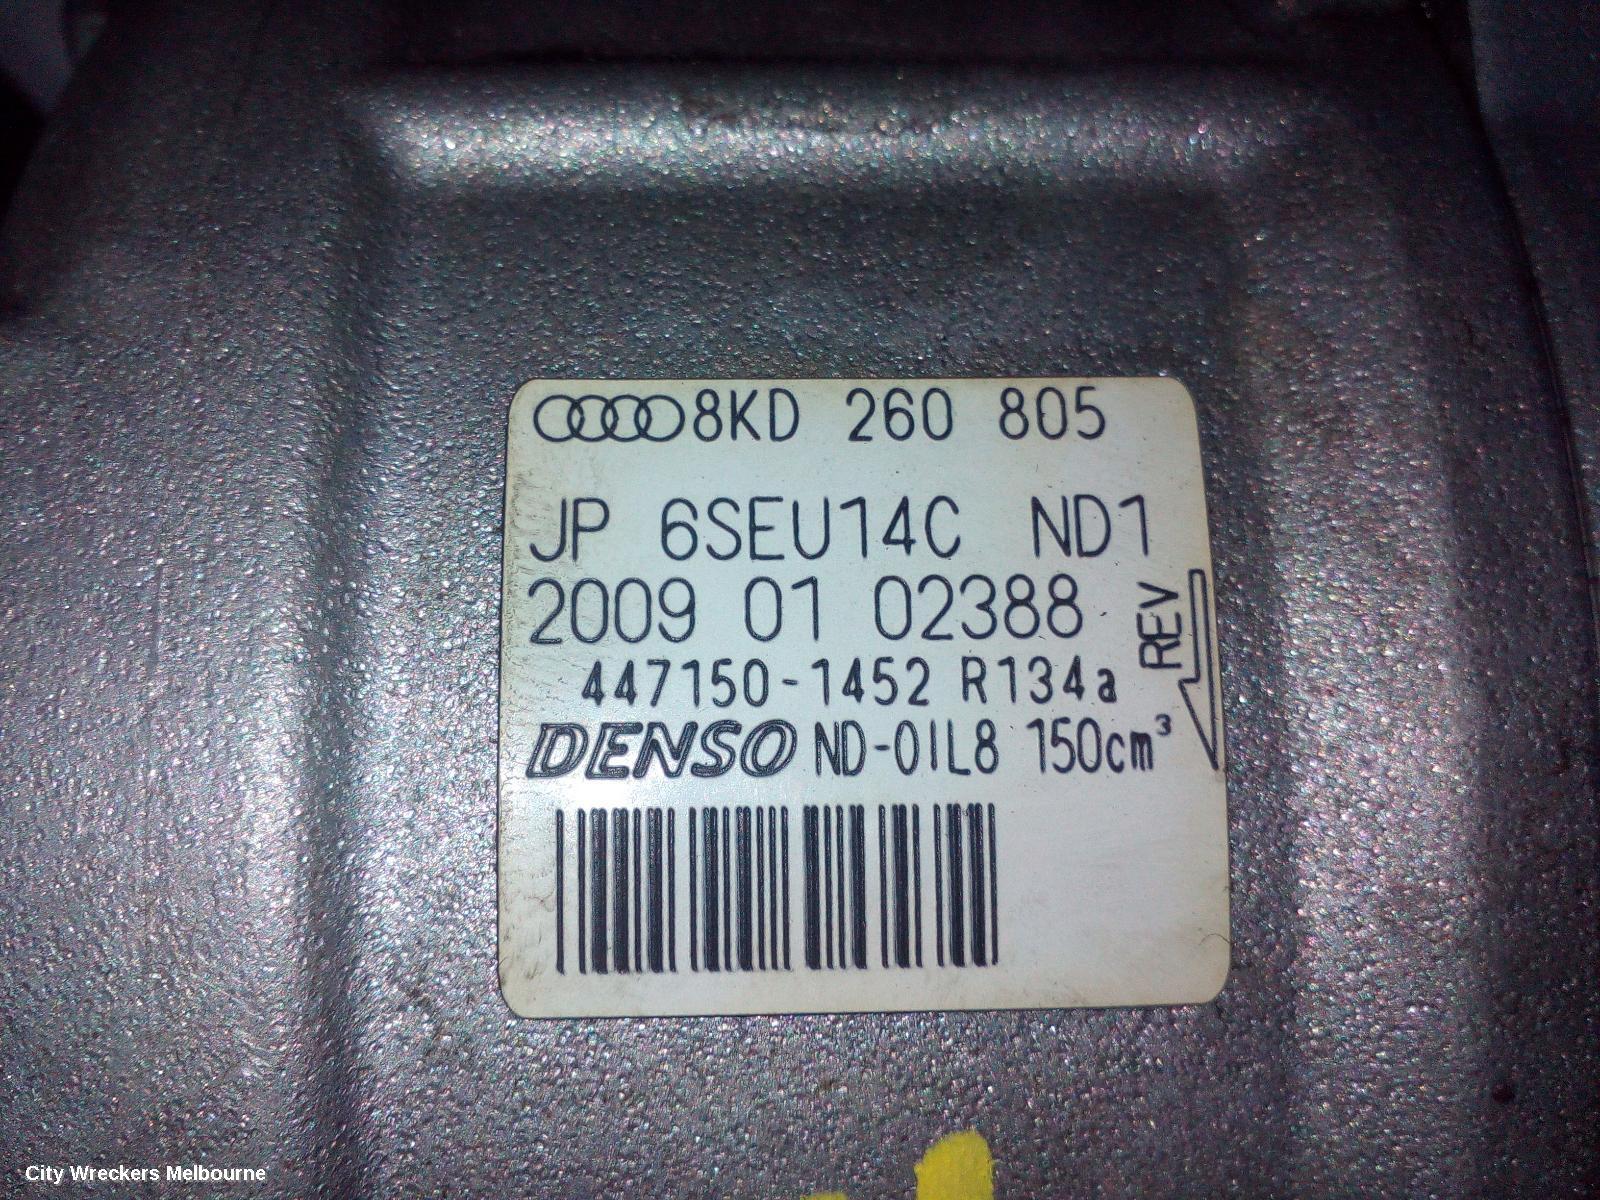 8KD 260 805
JP 6SEU14C ND1
2009 01 02388
REV
447150-1452 R134a
DENSO ND-OIL8 150cm³
City Wreckers Melbourne